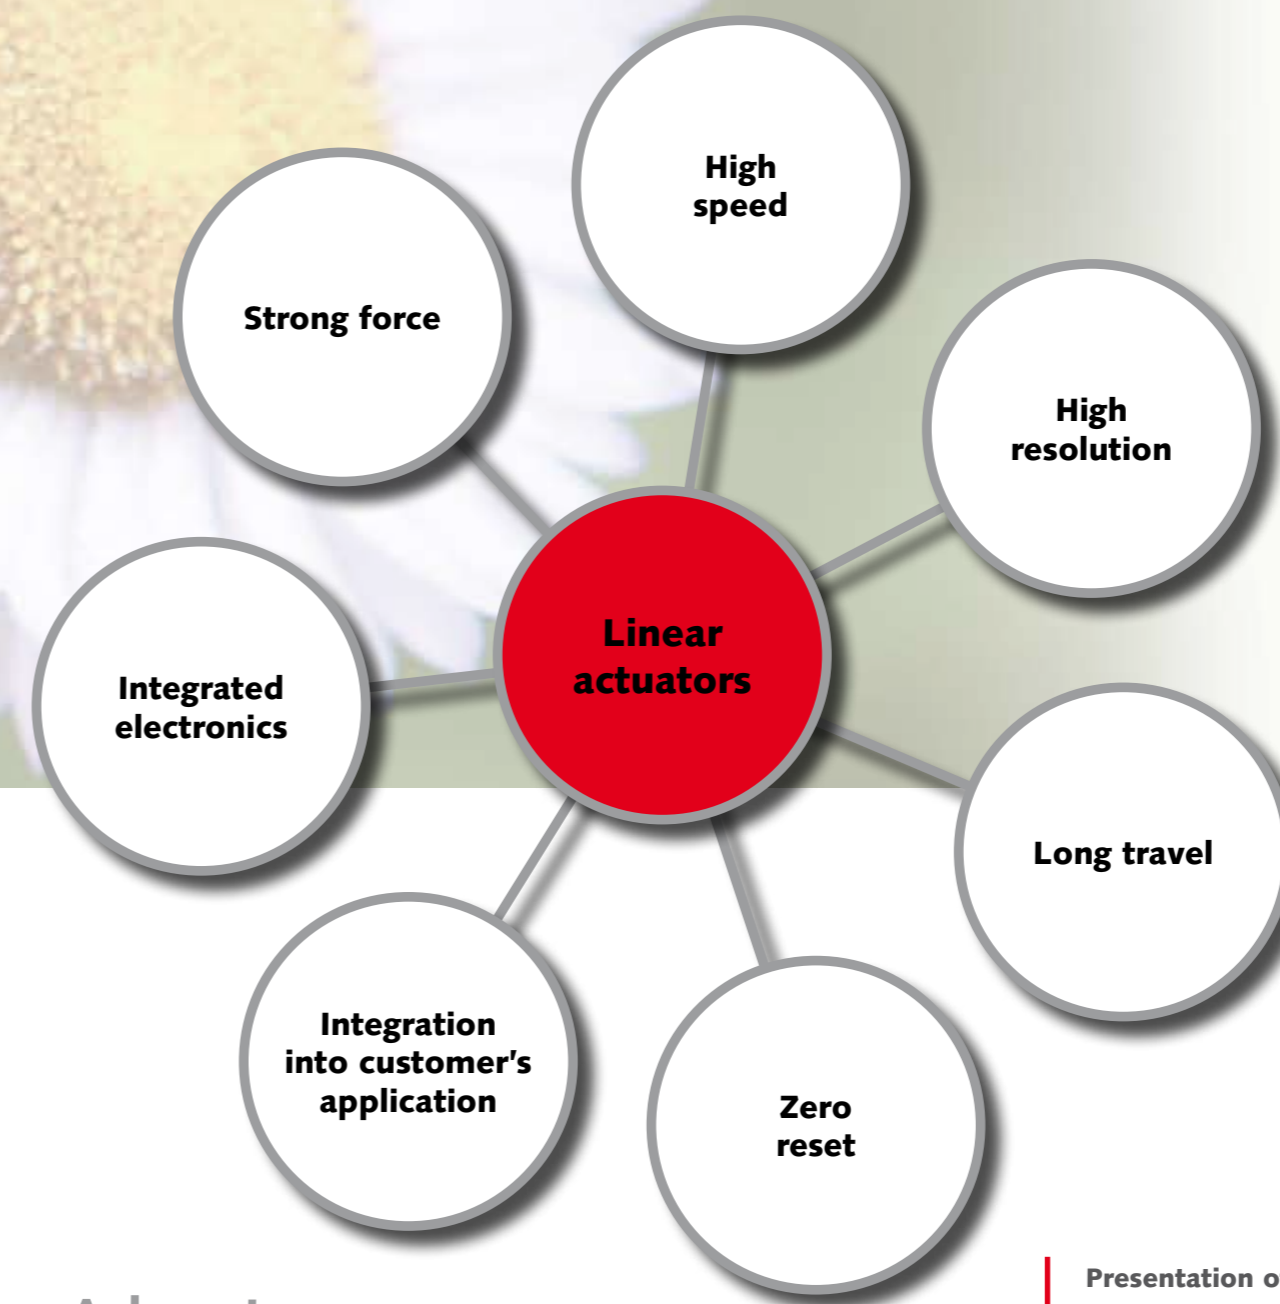 High
speed
Strong force
High
resolution
Linear
actuators
Integrated
electronics
Long travel
Integration
into customer's
application
Zero
reset
Presentation